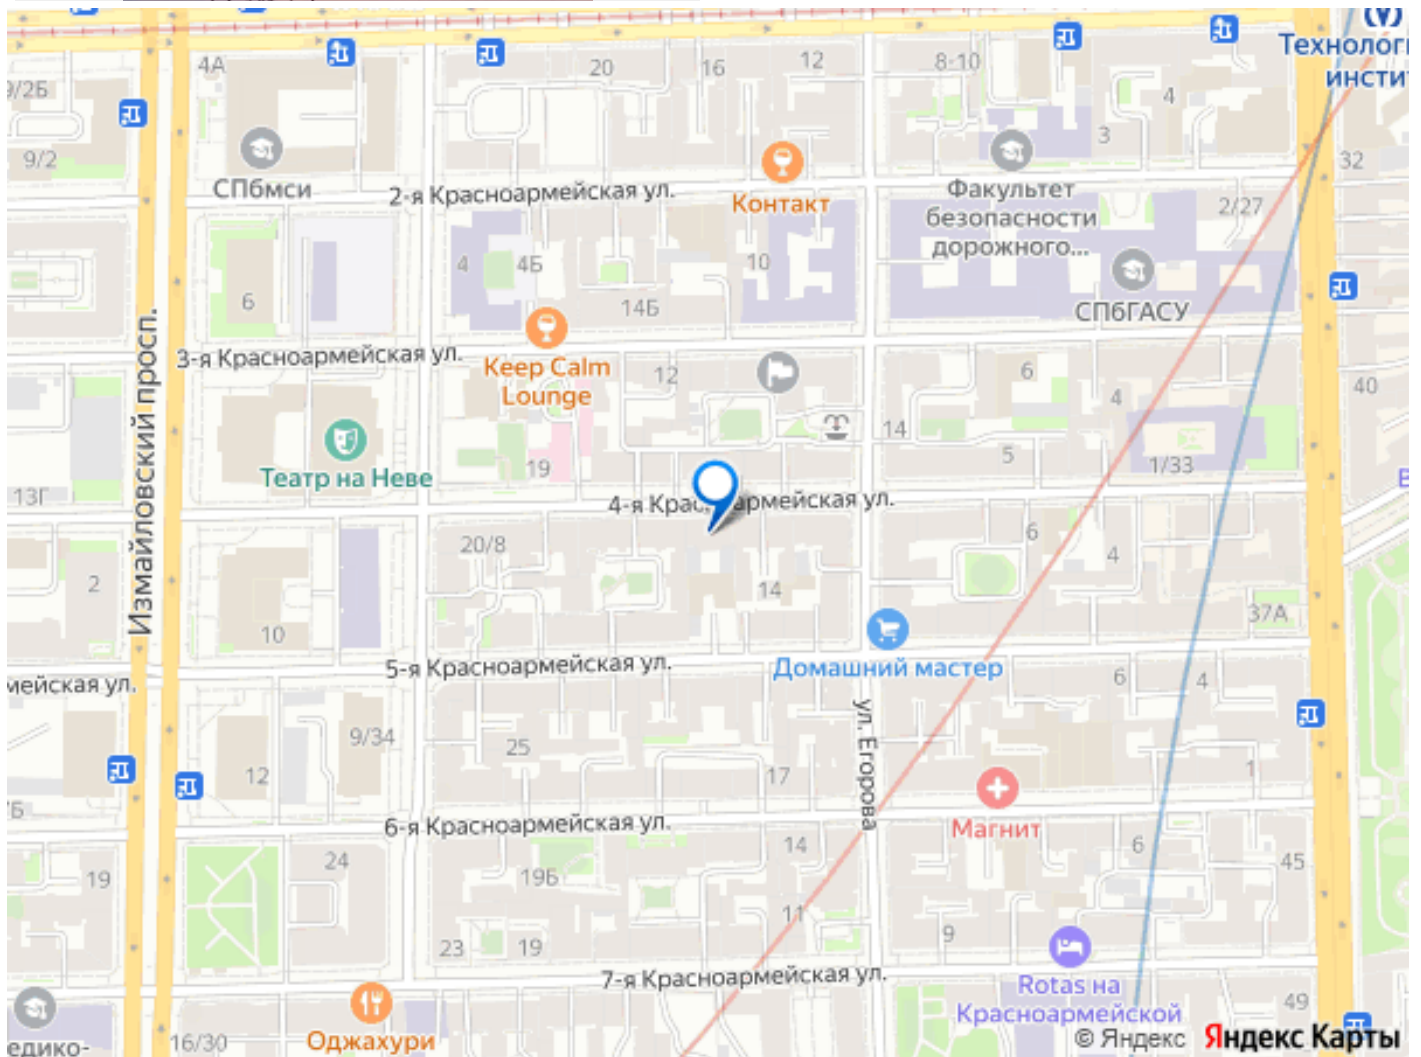 Технолог
инсти
4А
20
16
12
8-10
4
9/2Б
3
9/2
32
СПбмси
2-я Красноармейская ул.
Контакт
Факультет
безопасности
дорожного...
2/27
4
4Б
10
6
14Б
СПбГАСУ
3-я Красноармейская ул.
Keep Calm
Lounge
12
6
4
40
Измайловский просп.
14
5
1/33
19
Театр на Неве
13Г
4-я Крас
армейская ул.
20/8
6
4
2
14
37А
10
Домашний мастер
5-я Красноармейская ул.
мейская ул.
6
4
ул. Егорова
9/34
25
12
17
1
Магнит
6-я Красноармейская ул.
14
6
45
24
19Б
19
11
9
23
19
7-я Красноармейская ул.
Rotas на
Красноармейской
49
16/30
Оджахури
едико-
© Яндекс Яндекс Карты